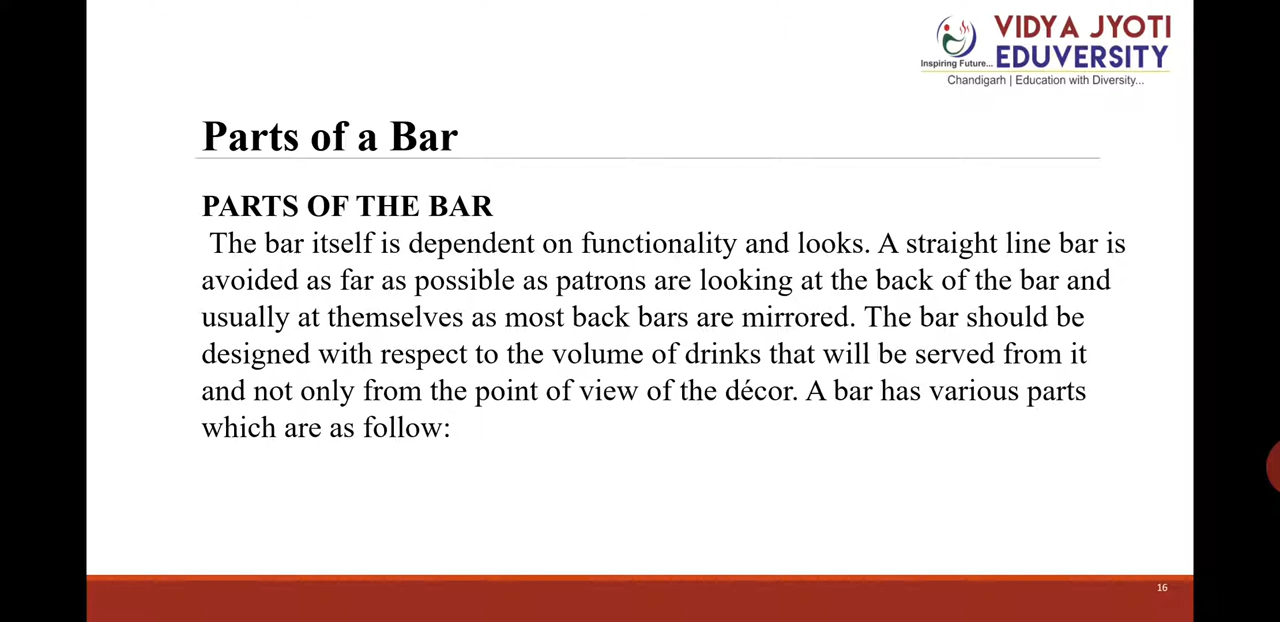 VIDYA JYOTI
EDUVERSITY
Inspiring Future...
Chandigarh | Education with Diversity...
Parts of a Bar
PARTS OF THE BAR
The bar itself is dependent on functionality and looks. A straight line bar is
avoided as far as possible as patrons are looking at the back of the bar and
usually at themselves as most back bars are mirrored. The bar should be
designed with respect to the volume of drinks that will be served from it
and not only from the point of view of the décor. A bar has various parts
which are as follow:
16